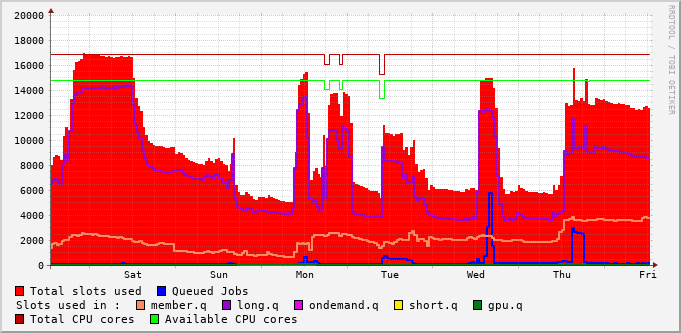 20000
18000
16000
14000
12000
10000
8000
6000
4000
2000
0
Sat Sun Mon Tue Wed Thu Fri
RRDTOOL / TOBI OETIKER
Total slots used Queued Jobs
Slots used in : member.q long.q ondemand.q short.q gpu.q
Total CPU cores Available CPU cores